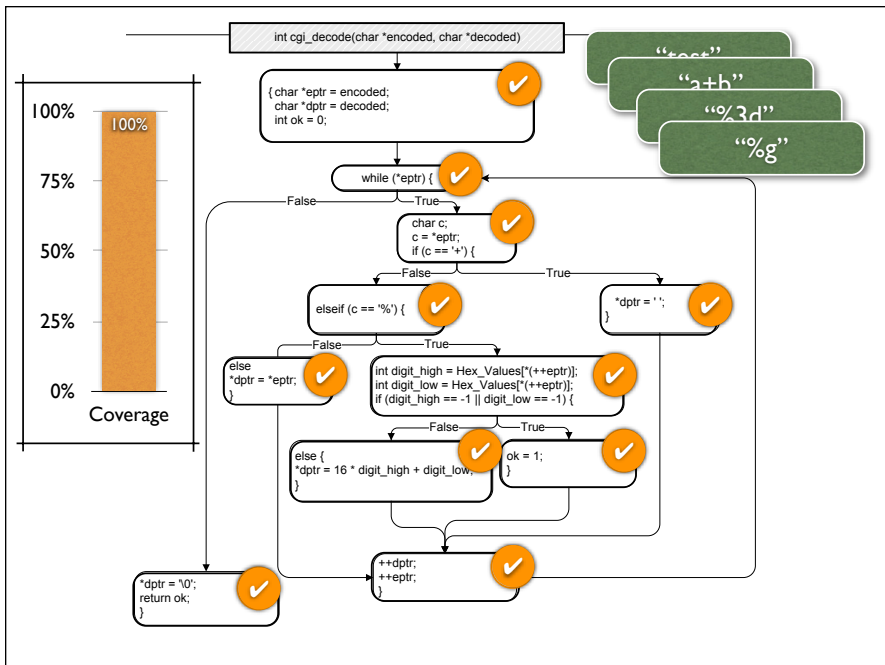 int cgi_decode(char *encoded, char *decoded)
{ char *eptr = encoded;
char *dptr = decoded;
int ok = 0;
while (*eptr) {
False
True
char c;
c = *eptr;
if (c == '+') {
False
True
elseif (c == '%') {
*dptr = ' ';
}
False
True
else
*dptr = *eptr;
}
int digit_high = Hex_Values[*(++eptr)];
int digit_low = Hex_Values[*(++eptr)];
if (digit_high == -1 || digit_low == -1) {
False
True
else {
*dptr = 16 * digit_high + digit_low;
}
ok = 1;
}
++dptr;
++eptr;
}
*dptr = '\0';
return ok;
}
“test”
“a+b”
“%3d”
“%g”
100%
100%
75%
50%
25%
0%
Coverage